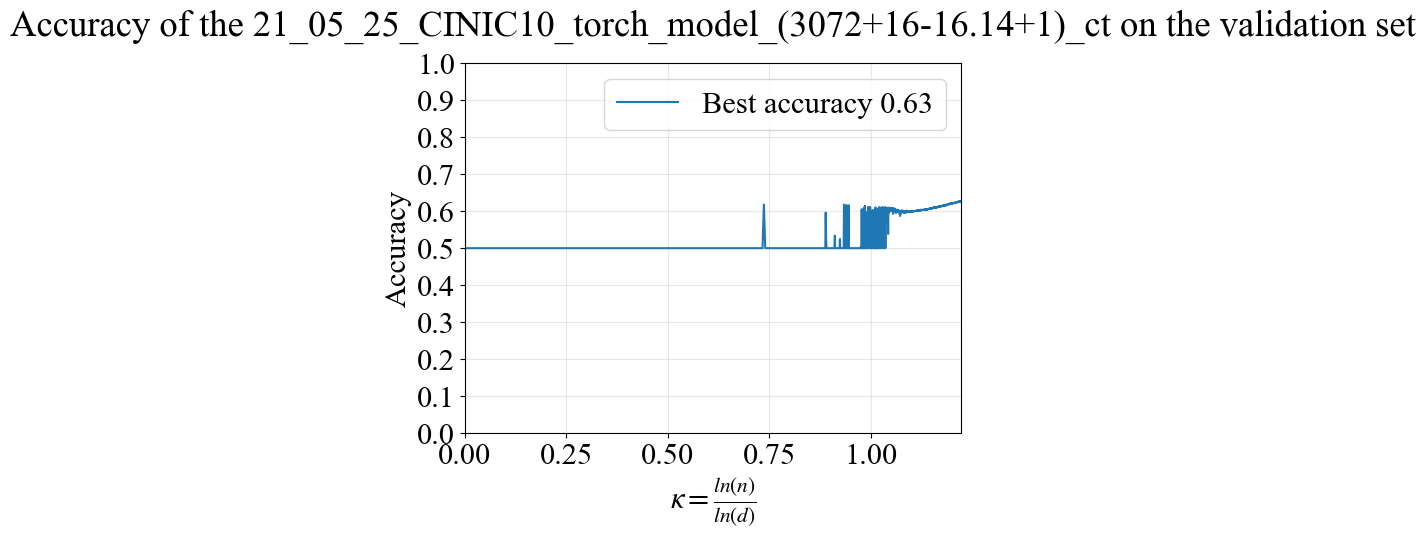 Accuracy of the 21_05_25_CINIC10_torch_model_(3072+16-16.14+1)_ct on the validation set
1.0
Best accuracy 0.63
0.9
0.8
0.7
0.6
Accuracy
0.5
0.4
0.3
0.2
0.1
0.0
0.00 0.25 0.50 0.75 1.00
κ = ln(n)
ln(d)